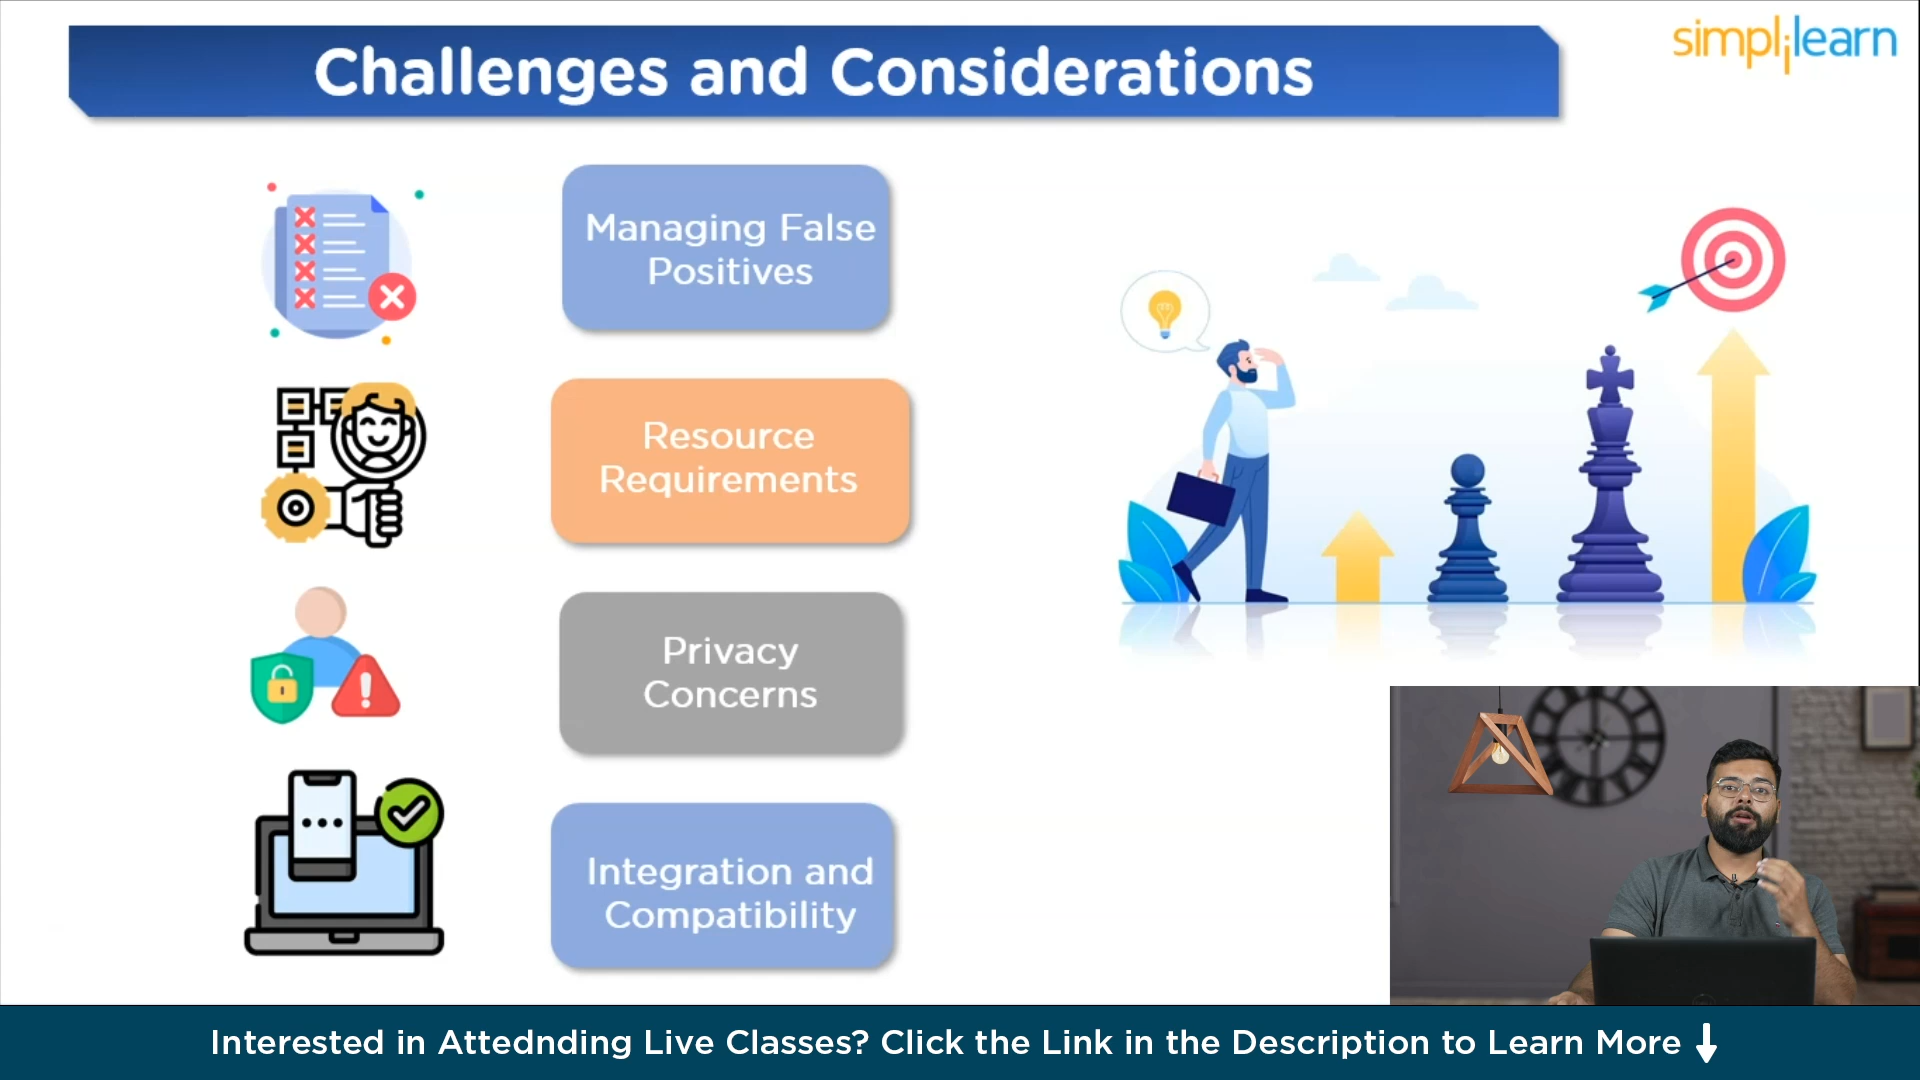 Challenges and Considerations
simplilearn
Managing False
Positives
Resource
Requirements
Privacy
Concerns
Integration and
Compatibility
Interested in Attednding Live Classes? Click the Link in the Description to Learn More